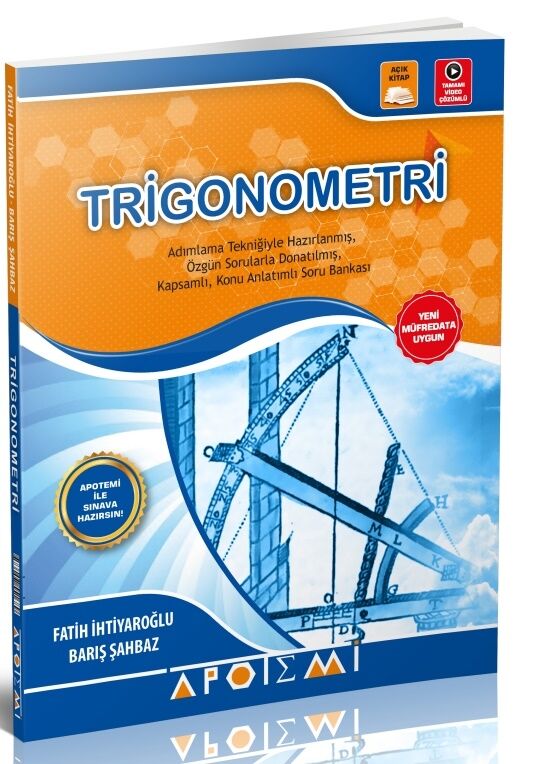 AÇIK
KİTAP
TAMAMI
VİDEO
ÇÖZÜMLÜ
TRİGONOMETRİ
Adımlama Tekniğiyle Hazırlanmış,
Özgün Sorularla Donatılmış,
Kapsamlı, Konu Anlatımlı Soru Bankası
YENİ
MÜFREDATA
UYGUN
APOTEMİ
İLE
SINAVA
HAZIRSIN!
FATİH İHTİYAROĞLU
BARIŞ ŞAHBAZ
APOTEMİ
FATİH İHTİYAROĞLU - BARIŞ ŞAHBAZ
TRİGONOMETRİ
APOTEMİ
N
E
H
G
M
L
K
T
P
D